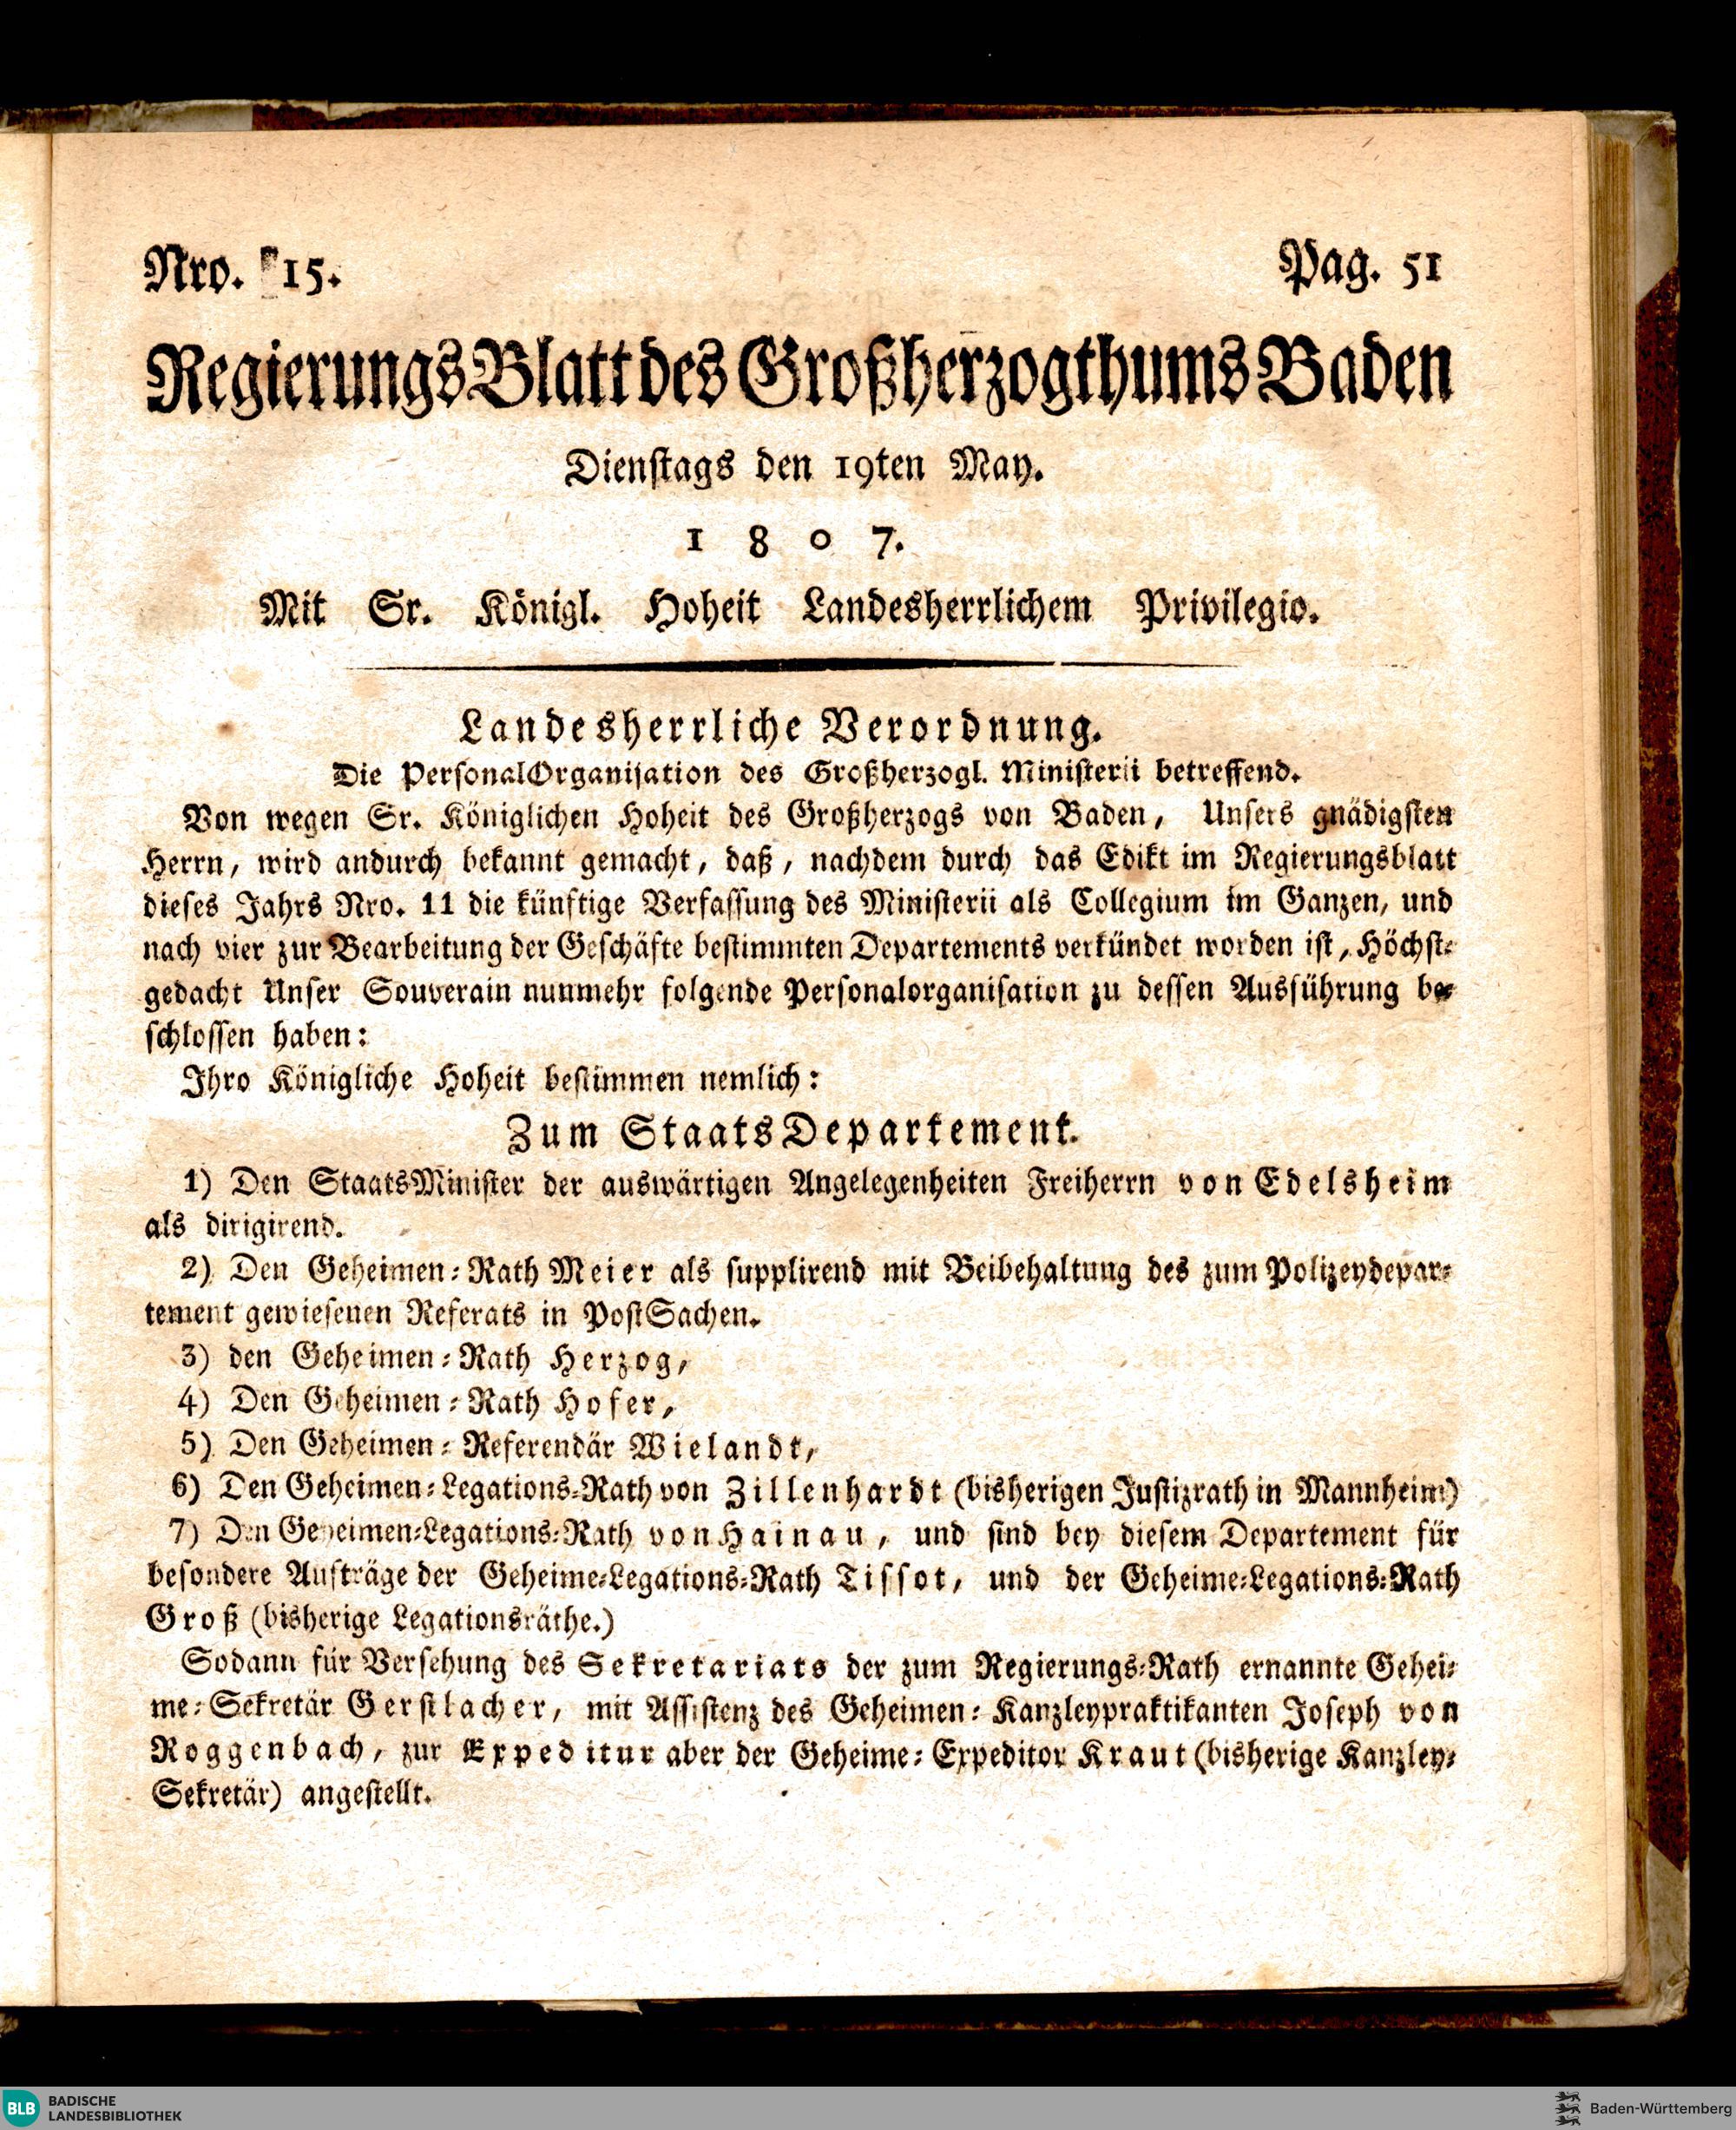 Nro. 15. Pag. 51
RegierungsBlatt des Großherzogthums Baden
Dienstags den 19ten May.
1 8 0 7.
Mit Sr. Königl. Hoheit Landesherrlichem Privilegio.
Landesherrliche Verordnung.
Die PersonalOrganisation des Großherzogl. Ministerii betreffend.
Von wegen Sr. Königlichen Hoheit des Großherzogs von Baden, Unsers gnädigsten
Herrn, wird andurch bekannt gemacht, daß, nachdem durch das Edikt im Regierungsblatt
dieses Jahrs Nro. 11 die künftige Verfassung des Ministerii als Collegium im Ganzen, und
nach vier zur Bearbeitung der Geschäfte bestimmten Departements verkündet worden ist, Höchst-
gedacht Unser Souverain nunmehr folgende Personalorganisation zu dessen Ausführung be-
schlossen haben:
Ihro Königliche Hoheit bestimmen nemlich:
Zum StaatsDepartement.
1) Den StaatsMinister der auswärtigen Angelegenheiten Freiherrn von Edelsheim
als dirigirend.
2) Den Geheimen-Rath Meier als supplirend mit Beibehaltung des zum Polizeydepar-
tement gewiesenen Referats in PostSachen.
3) den Geheimen-Rath Herzog,
4) Den Geheimen-Rath Hofer,
5) Den Geheimen-Referendär Wielandt,
6) Den Geheimen-Legations-Rath von Zillenhardt (bisherigen Justizrath in Mannheim)
7) Den Geheimen-Legations-Rath von Hainau, und sind bey diesem Departement für
besondere Aufträge der Geheime-Legations-Rath Tissot, und der Geheime-Legations-Rath
Groß (bisherige Legationsräthe.)
Sodann für Versehung des Sekretariats der zum Regierungs-Rath ernannte Gehei-
me-Sekretär Gerstlacher, mit Assistenz des Geheimen-Kanzleypraktikanten Joseph von
Roggenbach, zur Expeditur aber der Geheime-Expeditor Kraut (bisherige Kanzley-
Sekretär) angestellt.
BLB BADISCHE
LANDESBIBLIOTHEK
Baden-Württemberg